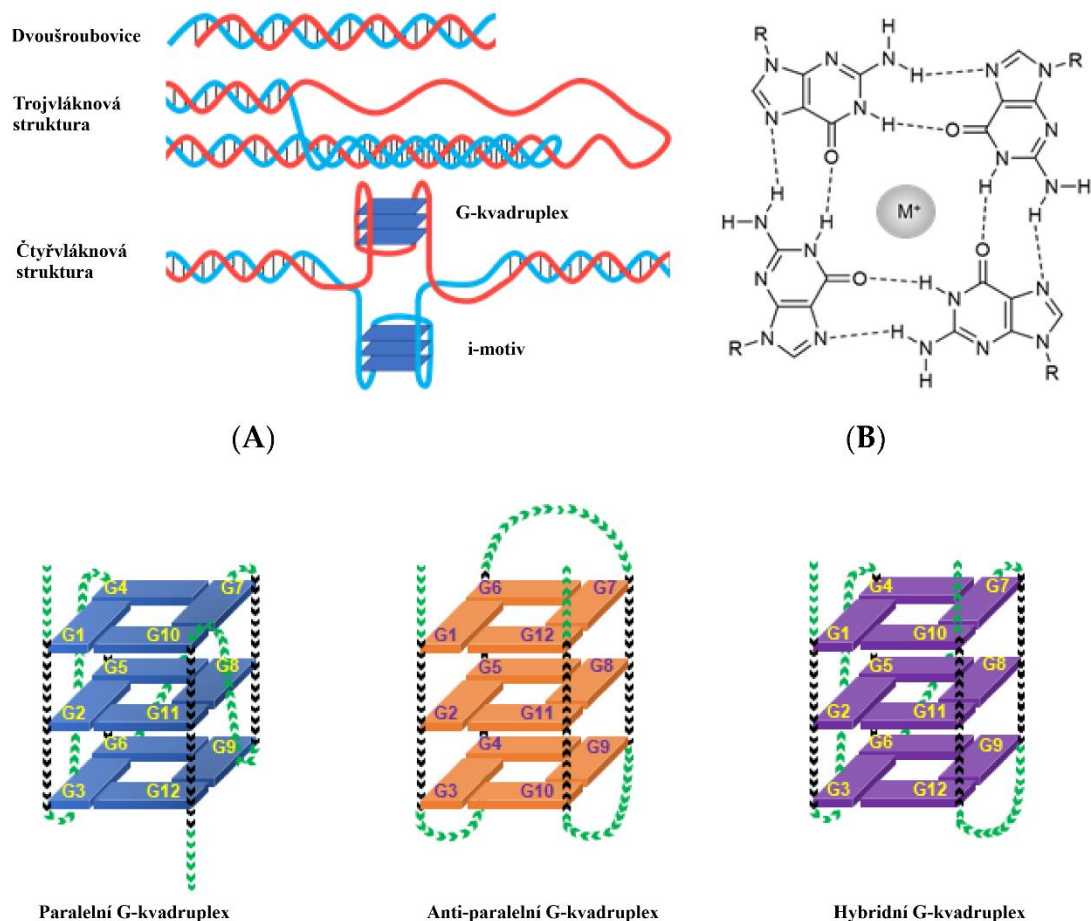 Dvoušroubovice
Trojvláknová
struktura
G-kvadruplex
Čtyřvláknová
struktura
i-motiv
(A)
R
N
N
N
H
N
H
N
H
O
N
N
R
O
N
N
H
N
H
H
M⁺
H
H
H
N
N
N
O
N
R
N
N
O
H
N
N
H
N
N
H
N
R
(B)
G4
G7
G1
G10
G5
G8
G2
G11
G6
G9
G3
G12
Paralelní G-kvadruplex
G6
G7
G1
G12
G5
G8
G2
G11
G4
G9
G3
G10
Anti-paralelní G-kvadruplex
G4
G7
G1
G10
G5
G8
G2
G11
G6
G9
G3
G12
Hybridní G-kvadruplex